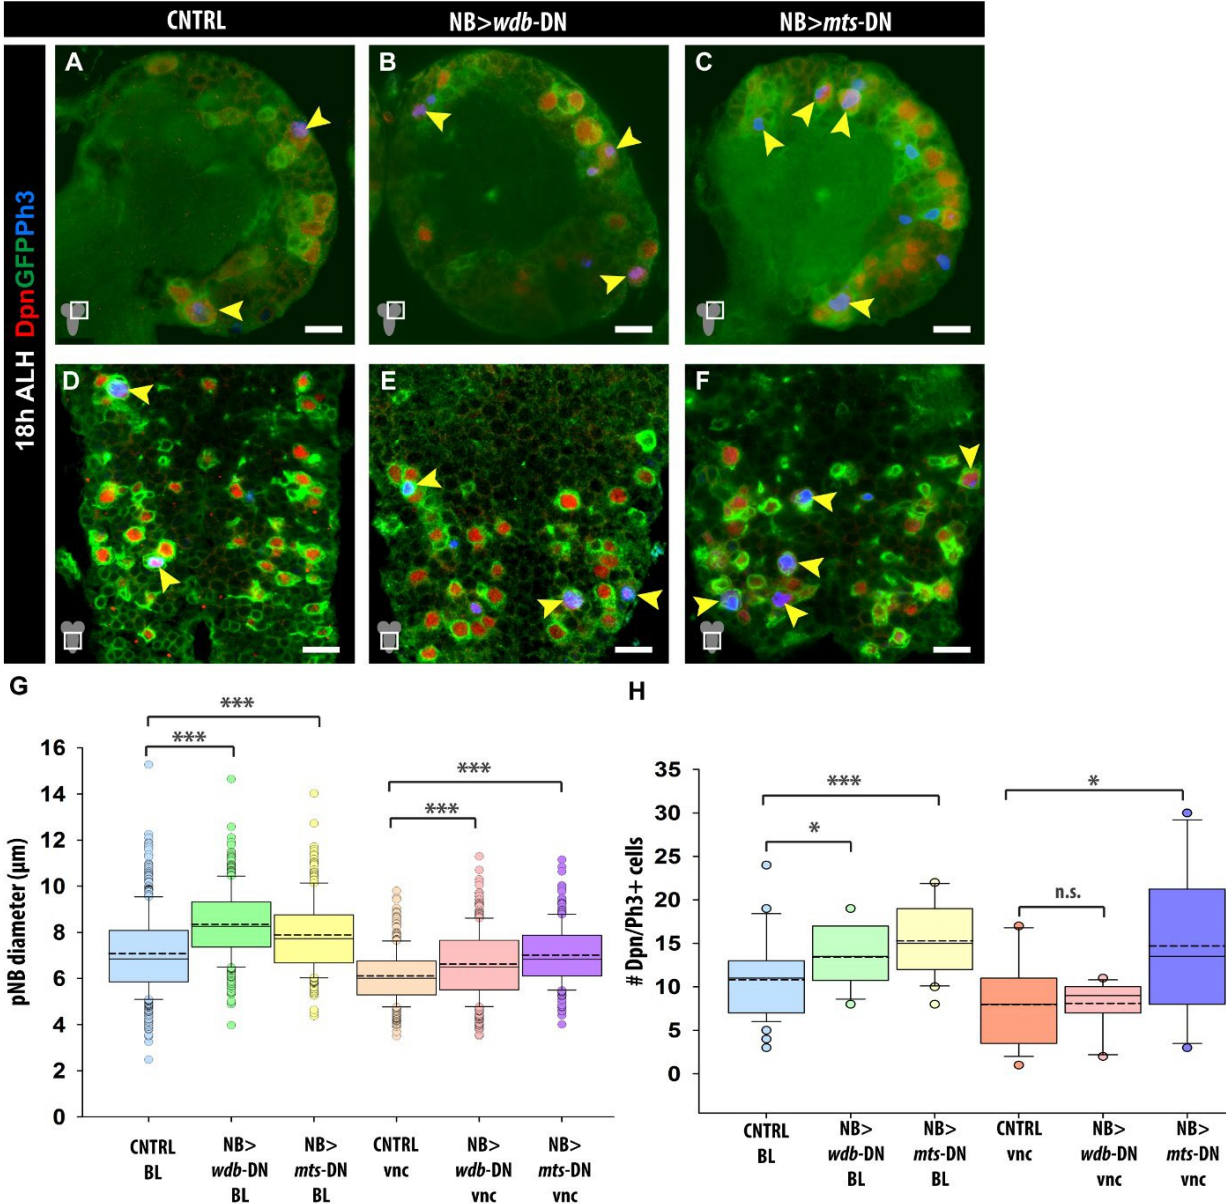 CNTRL NB>wdb-DN NB>mts-DN
18h ALH DpnGFPPh3
A B C
D E F
G H
*** ***
*** ***
*** *
* n.s.
pNB diameter (µm)
16
14
12
10
8
6
4
2
0
CNTRL BL
NB> wdb-DN BL
NB> mts-DN BL
CNTRL vnc
NB> wdb-DN vnc
NB> mts-DN vnc
# Dpn/Ph3+ cells
35
30
25
20
15
10
5
0
CNTRL BL
NB> wdb-DN BL
NB> mts-DN BL
CNTRL vnc
NB> wdb-DN vnc
NB> mts-DN vnc